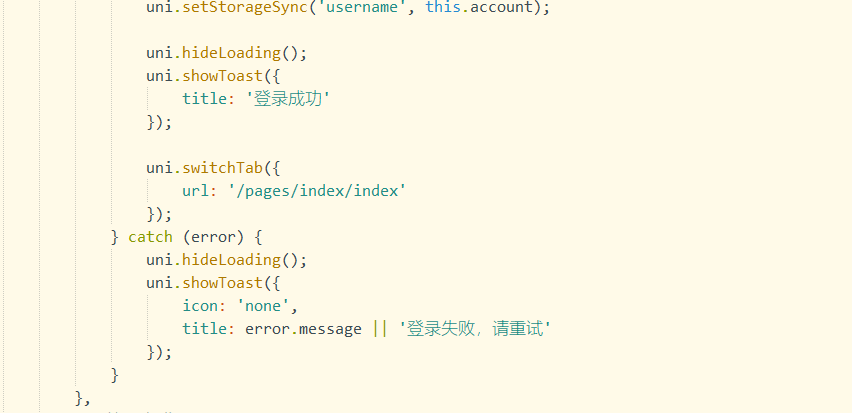 uni.setStorageSync('username', this.account);
uni.hideLoading();
uni.showToast({
title: '登录成功'
});
uni.switchTab({
url: '/pages/index/index'
});
} catch (error) {
uni.hideLoading();
uni.showToast({
icon: 'none',
title: error.message || '登录失败，请重试'
});
}
},